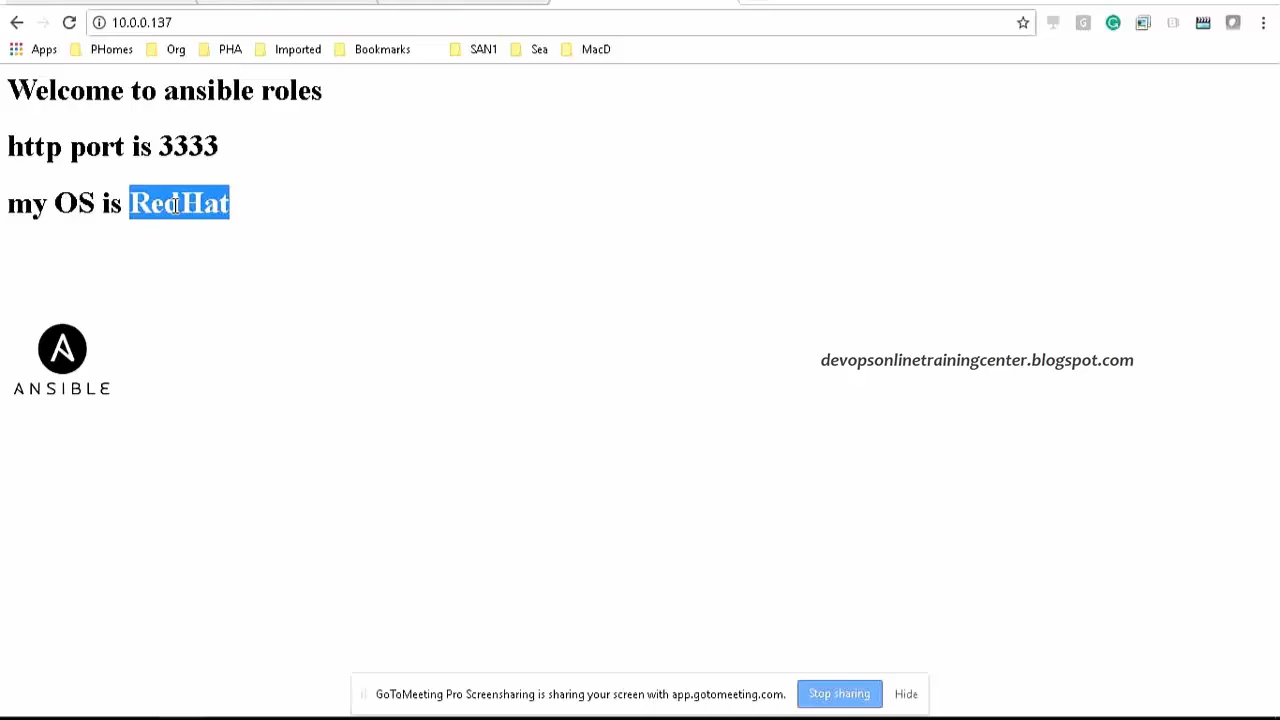 10.0.0.137
Apps PHomes Org PHA Imported Bookmarks SAN1 Sea MacD
Welcome to ansible roles
http port is 3333
my OS is RedHat
ANSIBLE
devopsonlinetrainingcenter.blogspot.com
GoToMeeting Pro Screensharing is sharing your screen with app.gotomeeting.com. Stop sharing Hide